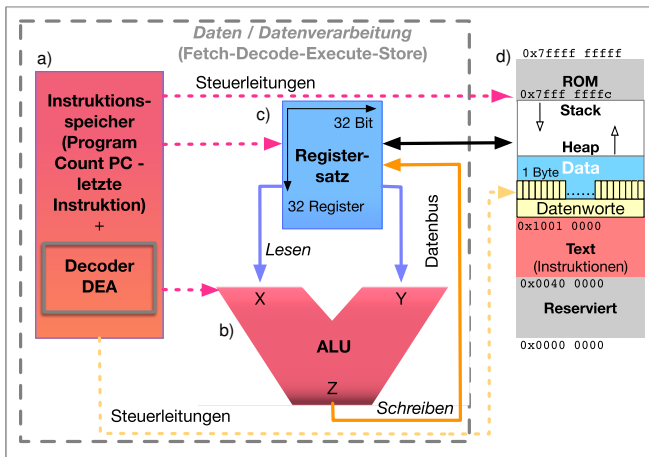 Daten / Datenverarbeitung
(Fetch-Decode-Execute-Store)
a)
Instruktions-
speicher
(Program
Count PC -
letzte
Instruktion)
+
Decoder
DEA
Steuerleitungen
c)
32 Bit
Register-
satz
32 Register
Lesen
Datenbus
X
Y
b)
ALU
Z
Schreiben
Steuerleitungen
d)
0x7ffff fffff
ROM
0x7fff ffffc
Stack
Heap
Data
1 Byte
......
Datenworte
0x1001 0000
Text
(Instruktionen)
0x0040 0000
Reserviert
0x0000 0000